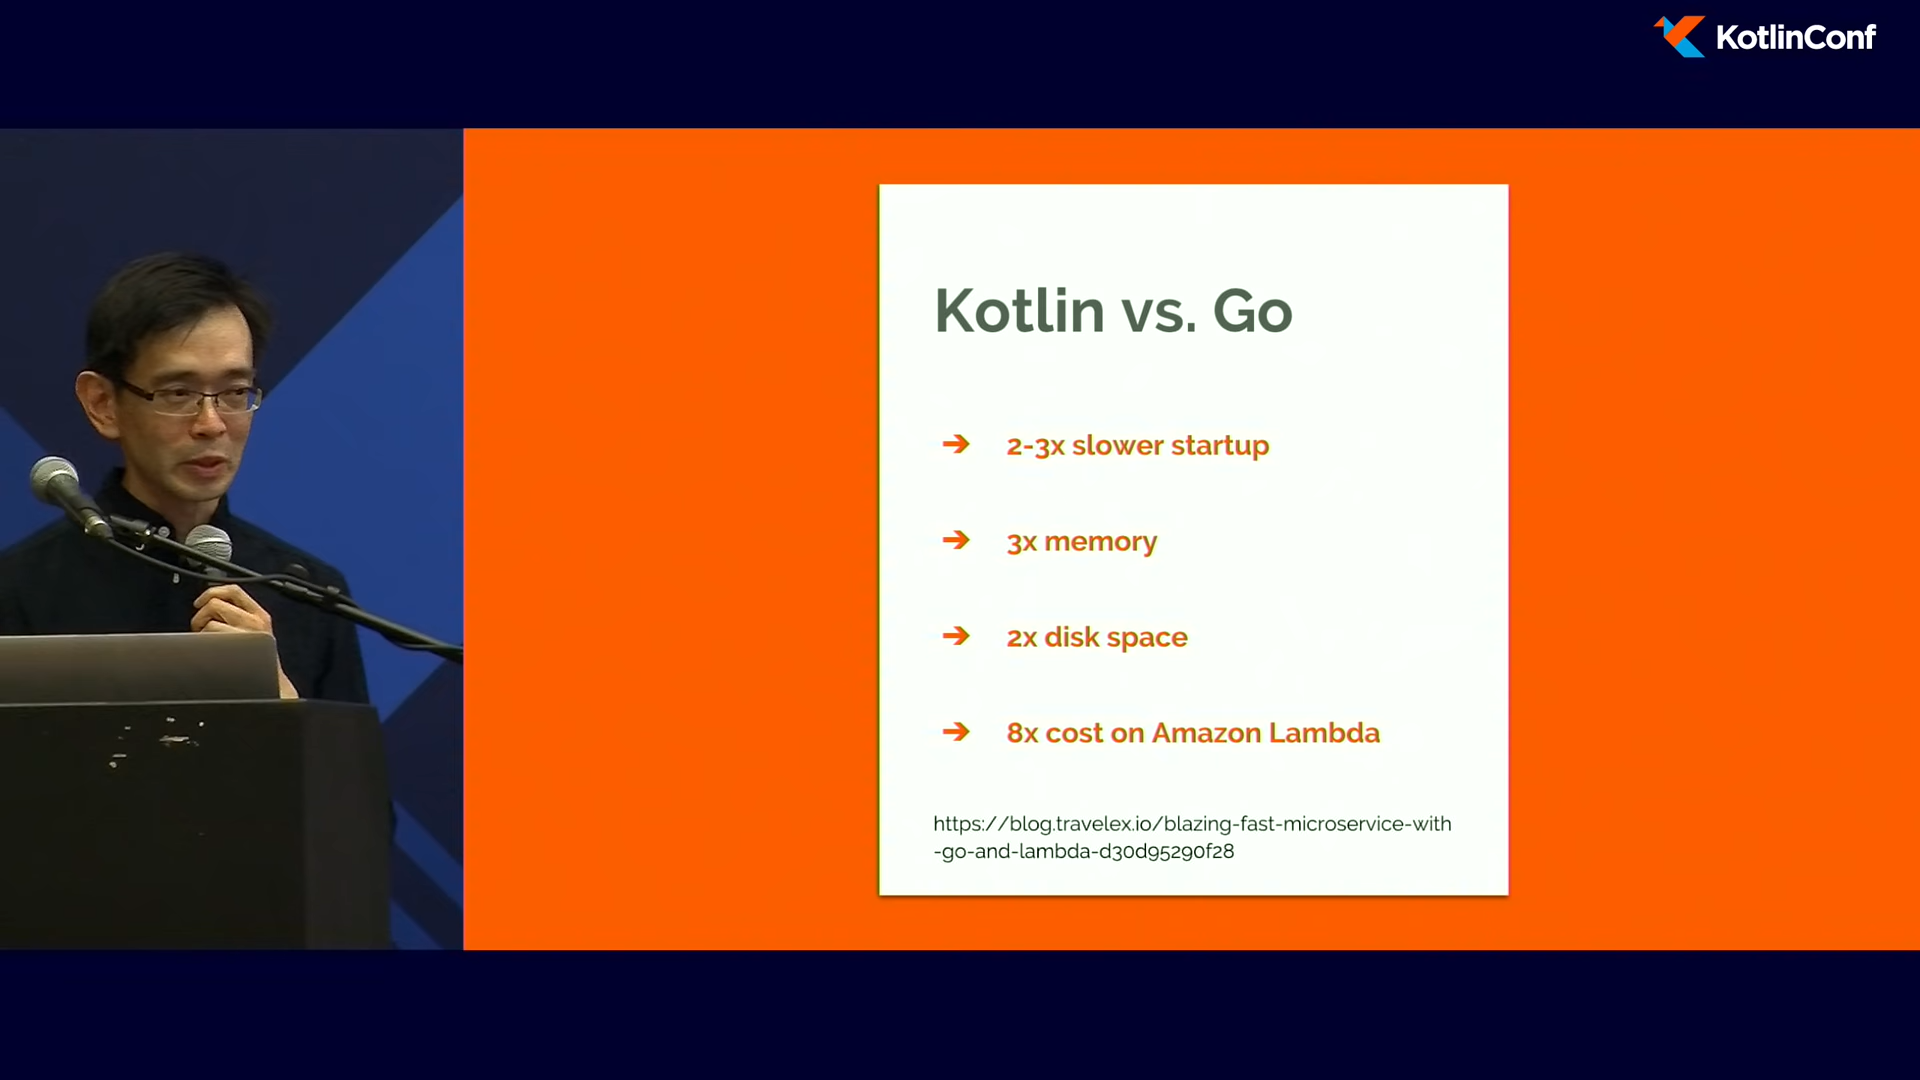 KotlinConf
Kotlin vs. Go
➔ 2-3x slower startup
➔ 3x memory
➔ 2x disk space
➔ 8x cost on Amazon Lambda
https://blog.travelex.io/blazing-fast-microservice-with
-go-and-lambda-d30d95290f28